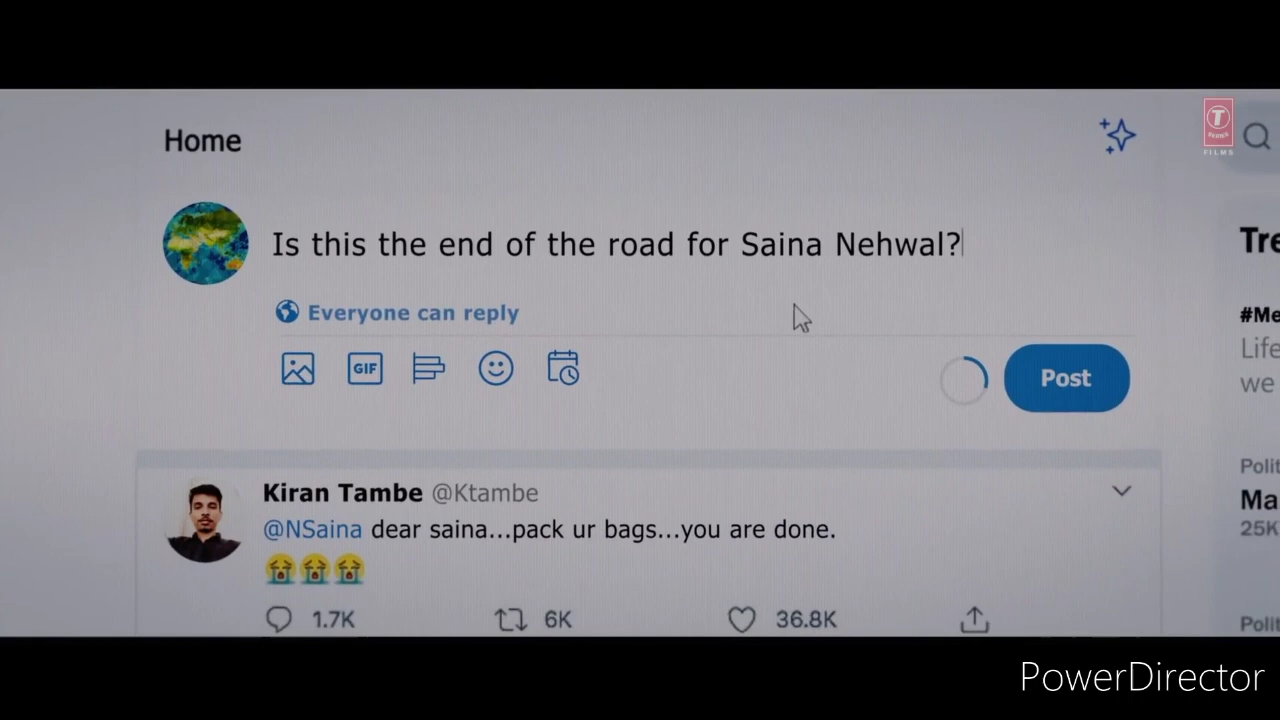 Home
T
SERIES
FILMS
Is this the end of the road for Saina Nehwal?
Tre
Everyone can reply
#Me
Life
we
GIF
Post
Polit
Kiran Tambe @Ktambe
Ma
@NSaina dear saina...pack ur bags...you are done.
25K
😭😭😭
1.7K 6K 36.8K
Polit
PowerDirector